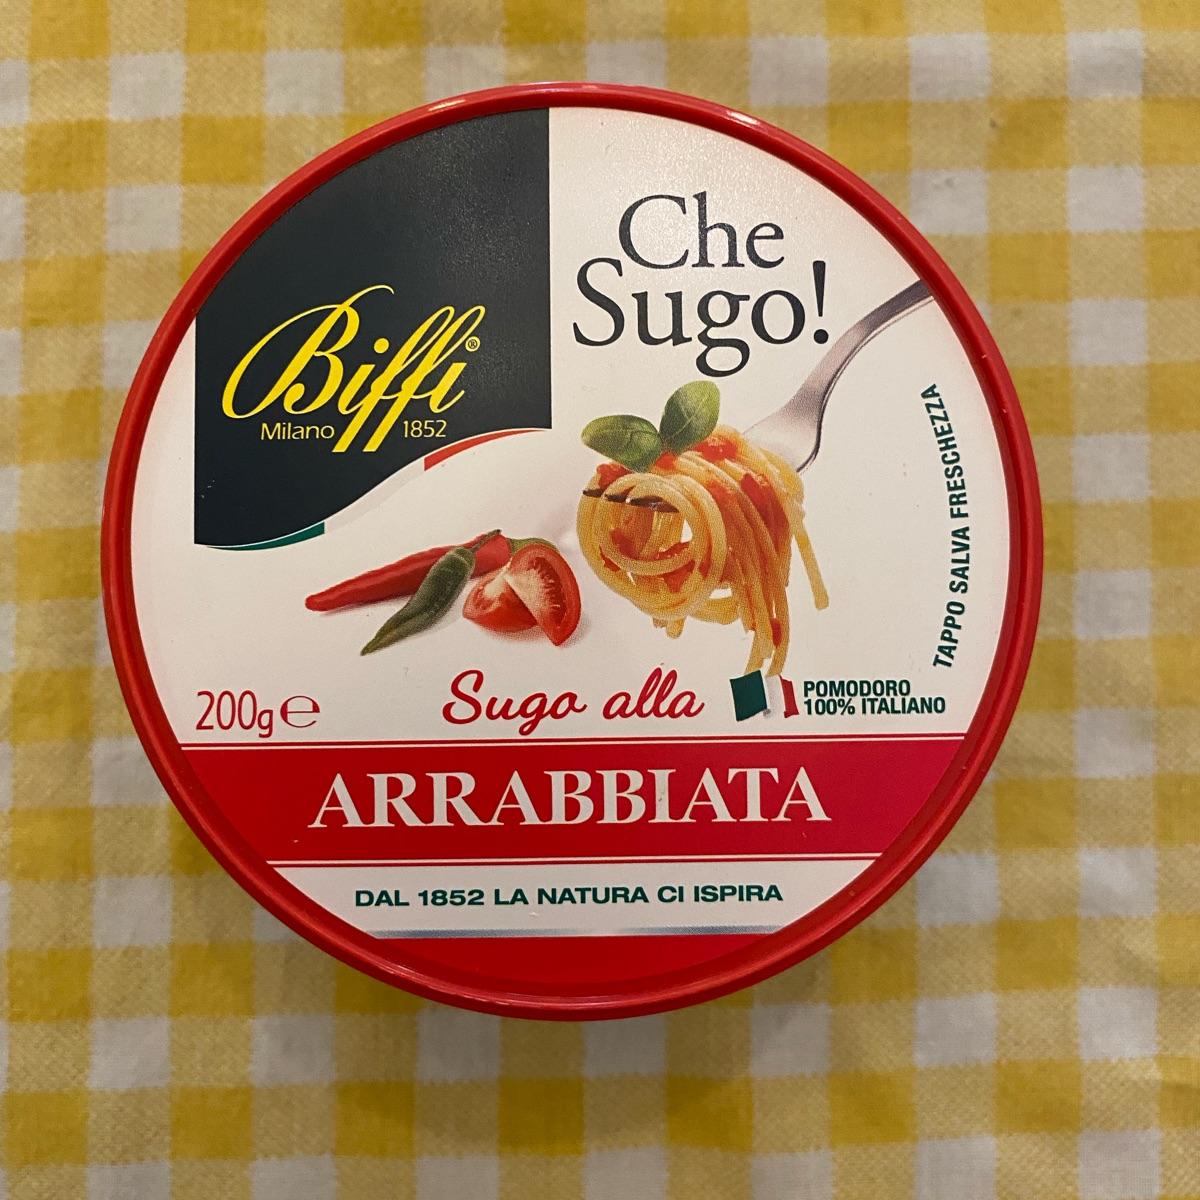 Che
Sugo!
Biffi®
Milano 1852
TAPPO SALVA FRESCHEZZA
200g ℮
Sugo alla
POMODORO
100% ITALIANO
ARRABBIATA
DAL 1852 LA NATURA CI ISPIRA